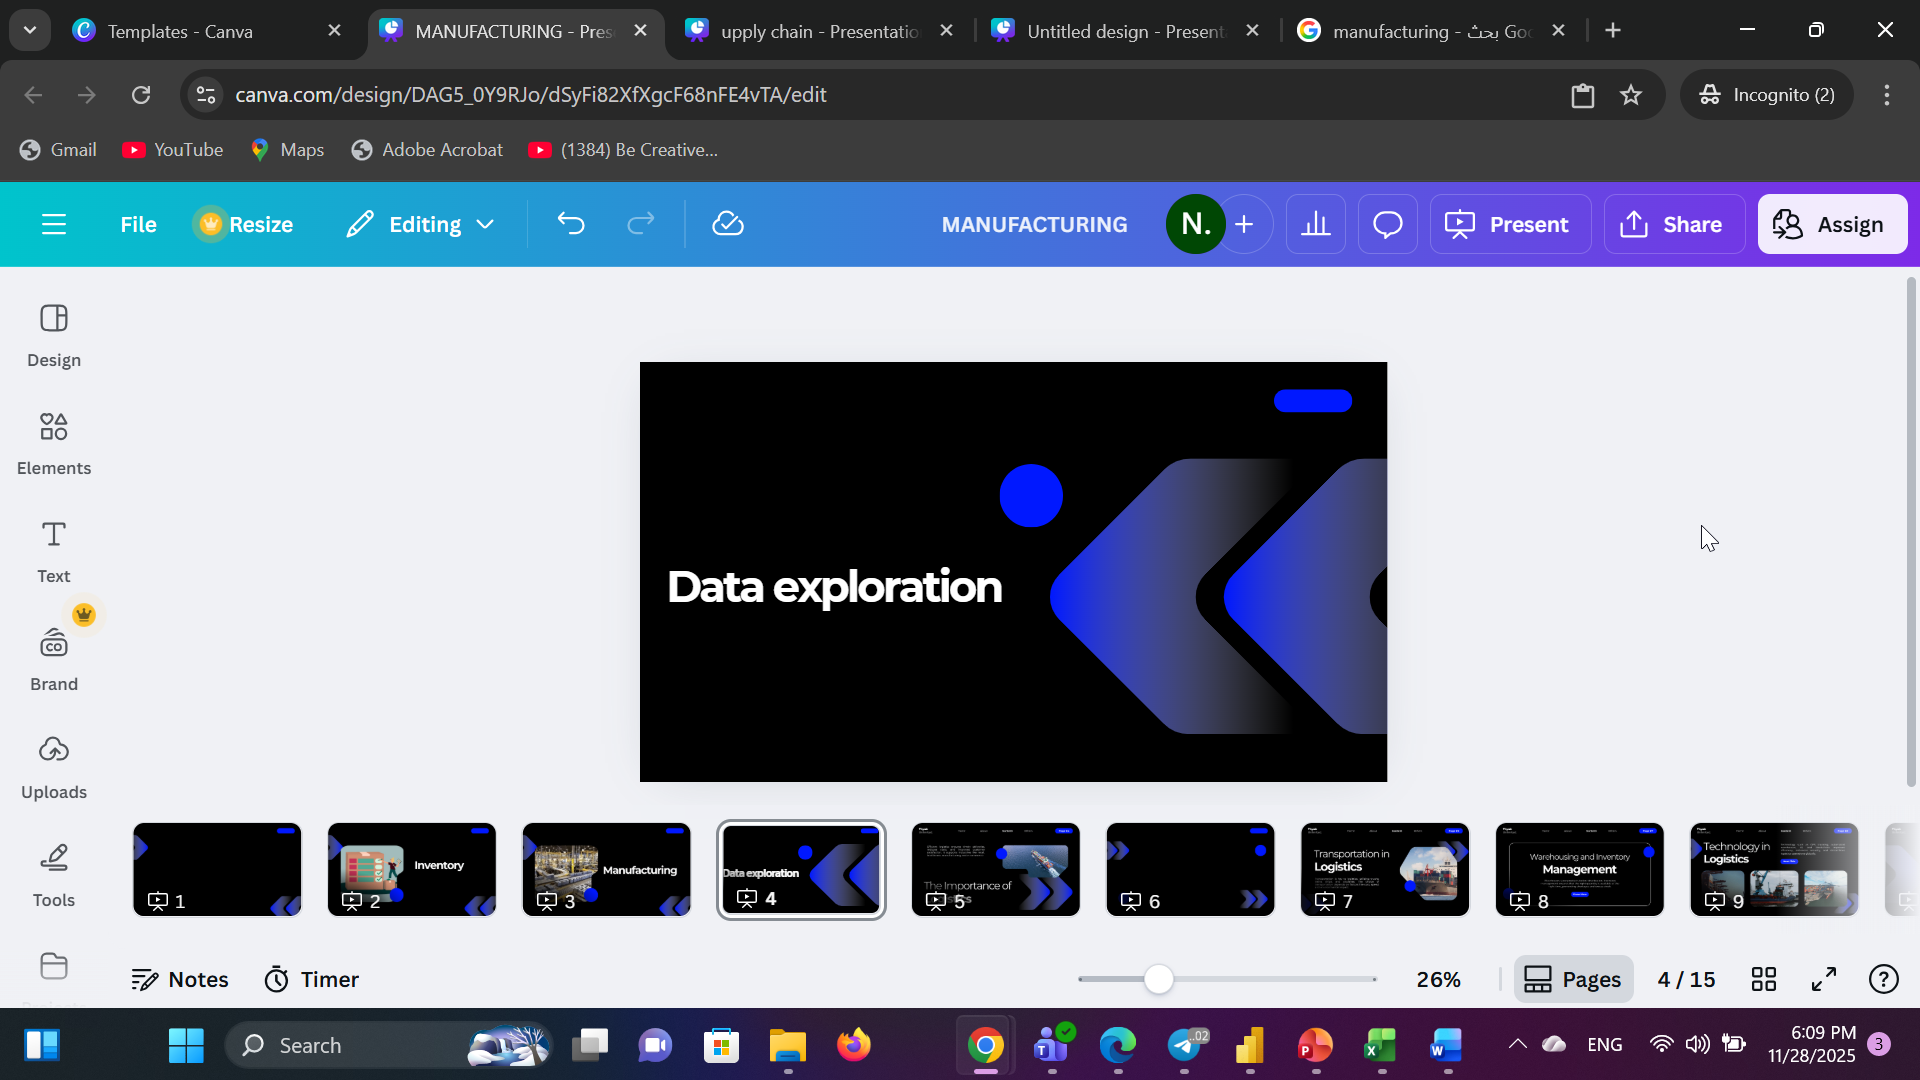 Templates - Canva
MANUFACTURING - Pres
upply chain - Presentatio
Untitled design - Present
manufacturing - بحث Goo
canva.com/design/DAG5_0Y9RJo/dSyFi82XfXgcF68nFE4vTA/edit
Incognito (2)
Gmail
YouTube
Maps
Adobe Acrobat
(1384) Be Creative...
File
Resize
Editing
MANUFACTURING
N.
Present
Share
Assign
Design
Elements
Text
Brand
Uploads
Tools
Data exploration
1
Inventory
2
Manufacturing
3
Data exploration
4
The Importance of
5
6
Transportation in
Logistics
7
Warehousing and Inventory
Management
8
Technology in
Logistics
9
Notes
Timer
26%
Pages
4 / 15
Search
..02
ENG
6:09 PM
11/28/2025
3